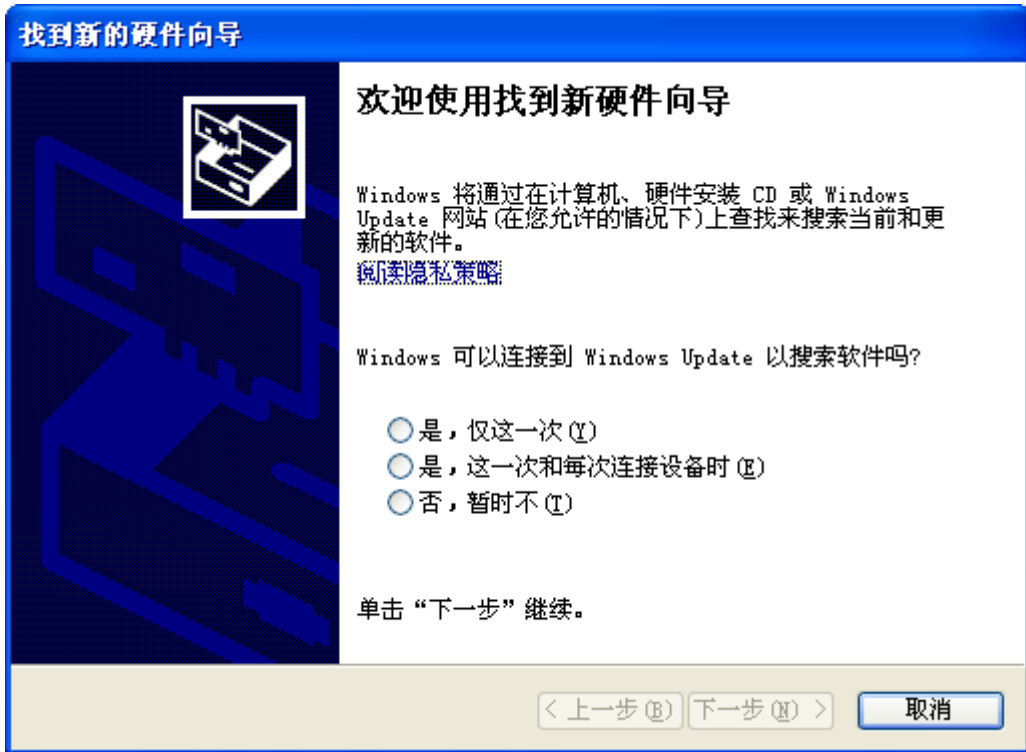 找到新的硬件向导
欢迎使用找到新硬件向导
Windows 将通过在计算机、硬件安装 CD 或 Windows
Update 网站(在您允许的情况下)上查找来搜索当前和更
新的软件。
阅读隐私策略
Windows 可以连接到 Windows Update 以搜索软件吗?
是，仅这一次(Y)
是，这一次和每次连接设备时(E)
否，暂时不(T)
单击“下一步”继续。
< 上一步(B) 下一步(N) > 取消